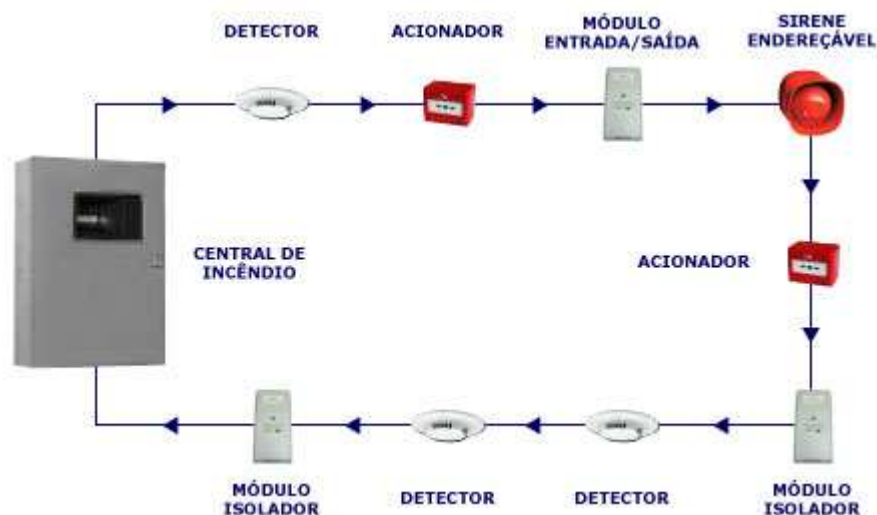 DETECTOR
ACIONADOR
MÓDULO
ENTRADA/SAÍDA
SIRENE
ENDEREÇÁVEL
CENTRAL DE
INCÊNDIO
ACIONADOR
MÓDULO
ISOLADOR
DETECTOR
DETECTOR
MÓDULO
ISOLADOR